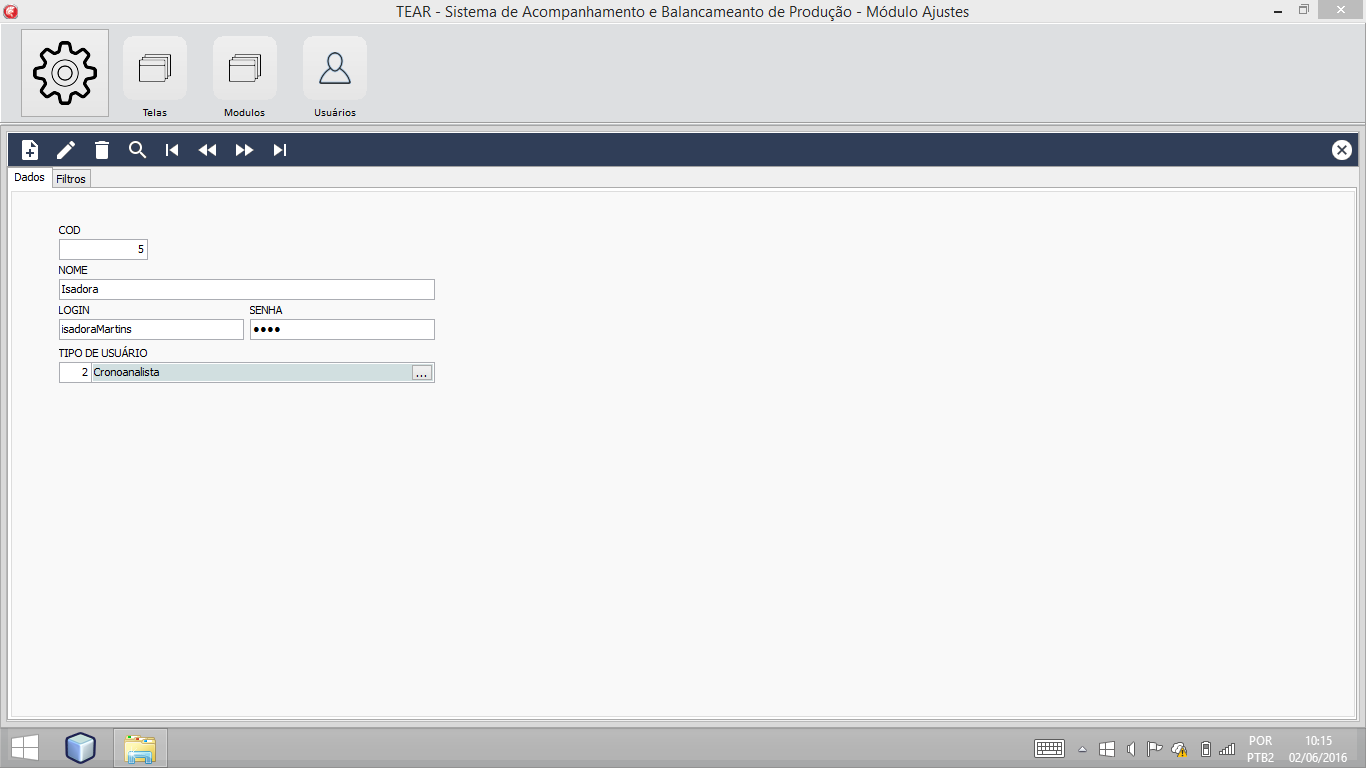 TEAR - Sistema de Acompanhamento e Balancameanto de Produção - Módulo Ajustes
Telas Modulos Usuários
Dados Filtros
COD
5
NOME
Isadora
LOGIN SENHA
isadoraMartins ••••
TIPO DE USUÁRIO
2 Cronoanalista ...
POR 10:15
PTB2 02/06/2016